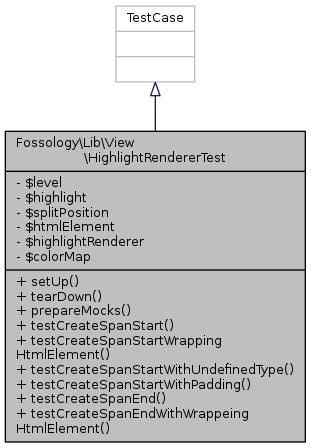 TestCase
Fossology\Lib\View
\HighlightRendererTest
- $level
- $highlight
- $splitPosition
- $htmlElement
- $highlightRenderer
- $colorMap
+ setUp()
+ tearDown()
+ prepareMocks()
+ testCreateSpanStart()
+ testCreateSpanStartWrapping
HtmlElement()
+ testCreateSpanStartWithUndefinedType()
+ testCreateSpanStartWithPadding()
+ testCreateSpanEnd()
+ testCreateSpanEndWithWrappeing
HtmlElement()